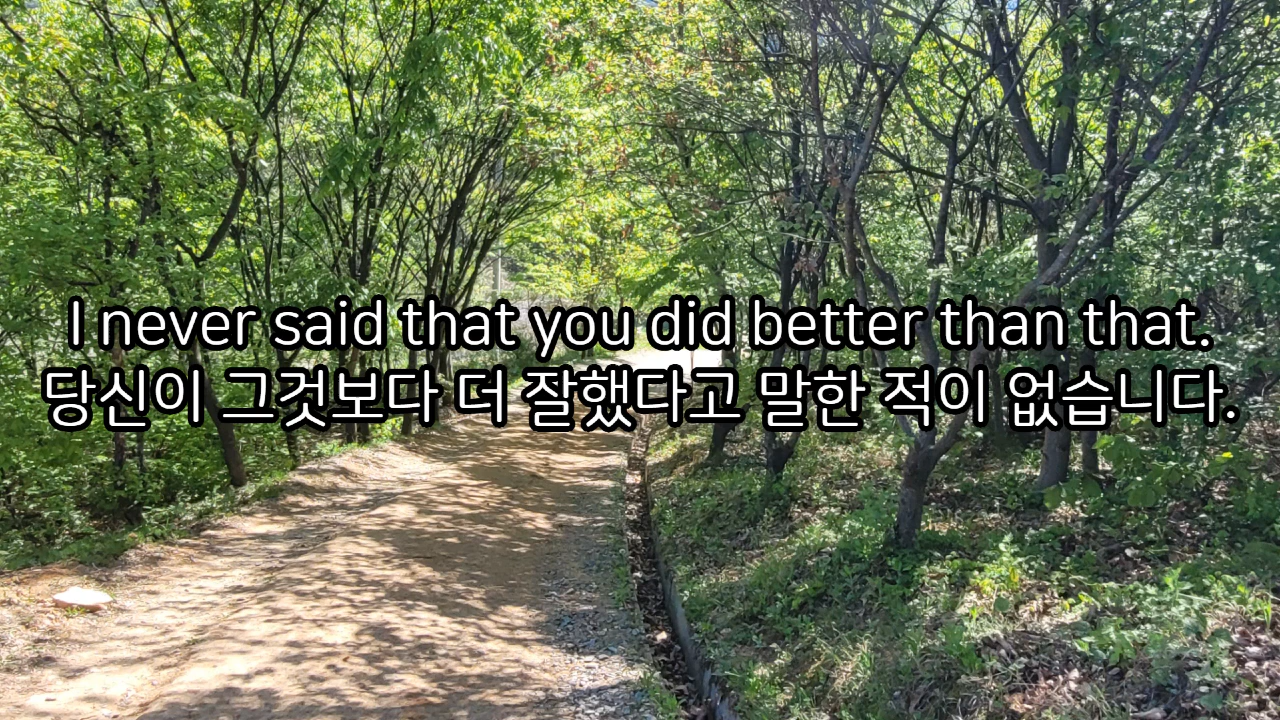 I never said that you did better than that.
당신이 그것보다 더 잘했다고 말한 적이 없습니다.